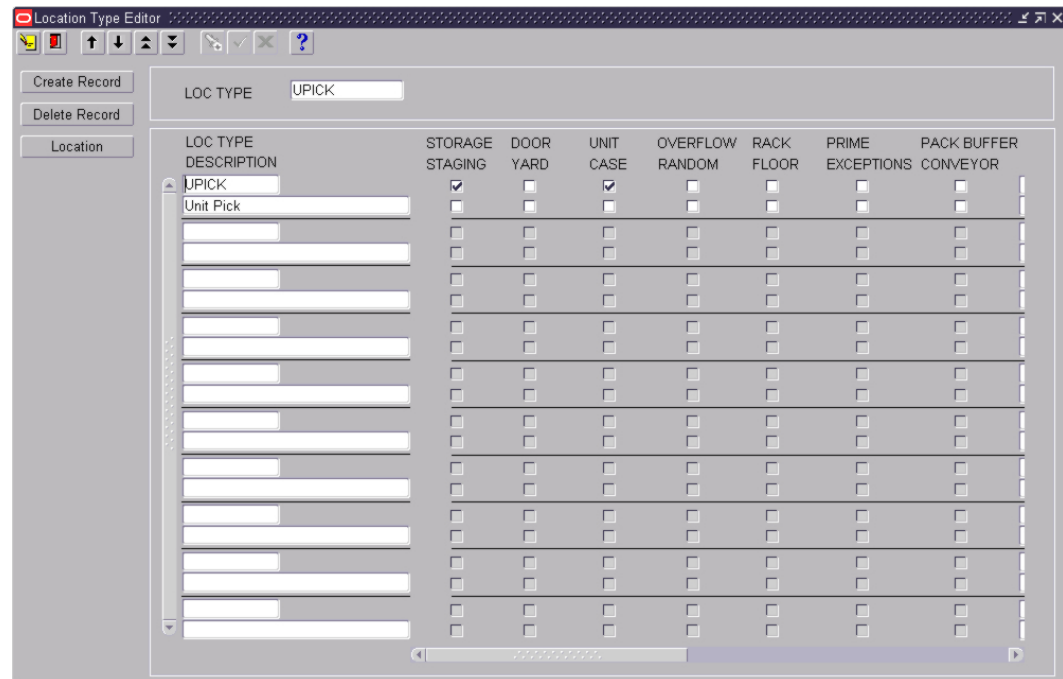 Location Type Editor
?
Create Record
Delete Record
Location
LOC TYPE UPICK
LOC TYPE STORAGE DOOR UNIT OVERFLOW RACK PRIME PACK BUFFER
DESCRIPTION STAGING YARD CASE RANDOM FLOOR EXCEPTIONS CONVEYOR
UPICK
Unit Pick